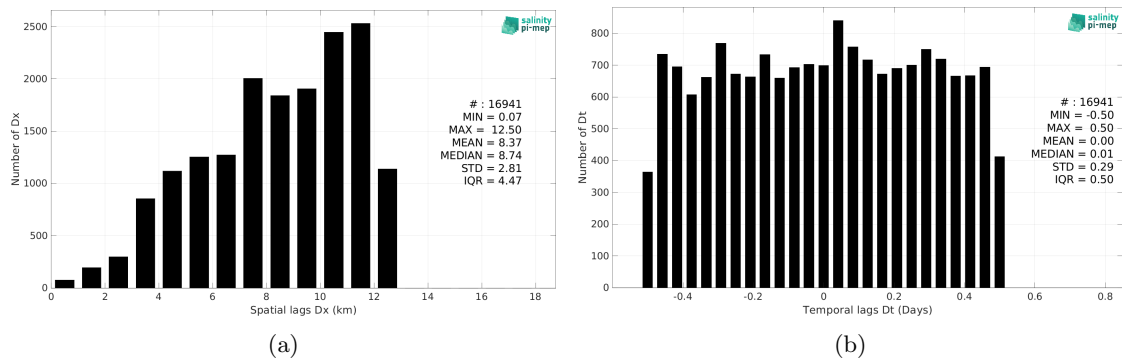 salinity
pi-mep
2500
2000
1500
1000
500
0
Number of Dx
# : 16941
MIN = 0.07
MAX = 12.50
MEAN = 8.37
MEDIAN = 8.74
STD = 2.81
IQR = 4.47
0 2 4 6 8 10 12 14 16 18
Spatial lags Dx (km)
(a)
salinity
pi-mep
800
700
600
500
400
300
200
100
0
Number of Dt
# : 16941
MIN = -0.50
MAX = 0.50
MEAN = 0.00
MEDIAN = 0.01
STD = 0.29
IQR = 0.50
-0.4 -0.2 0 0.2 0.4 0.6 0.8
Temporal lags Dt (Days)
(b)